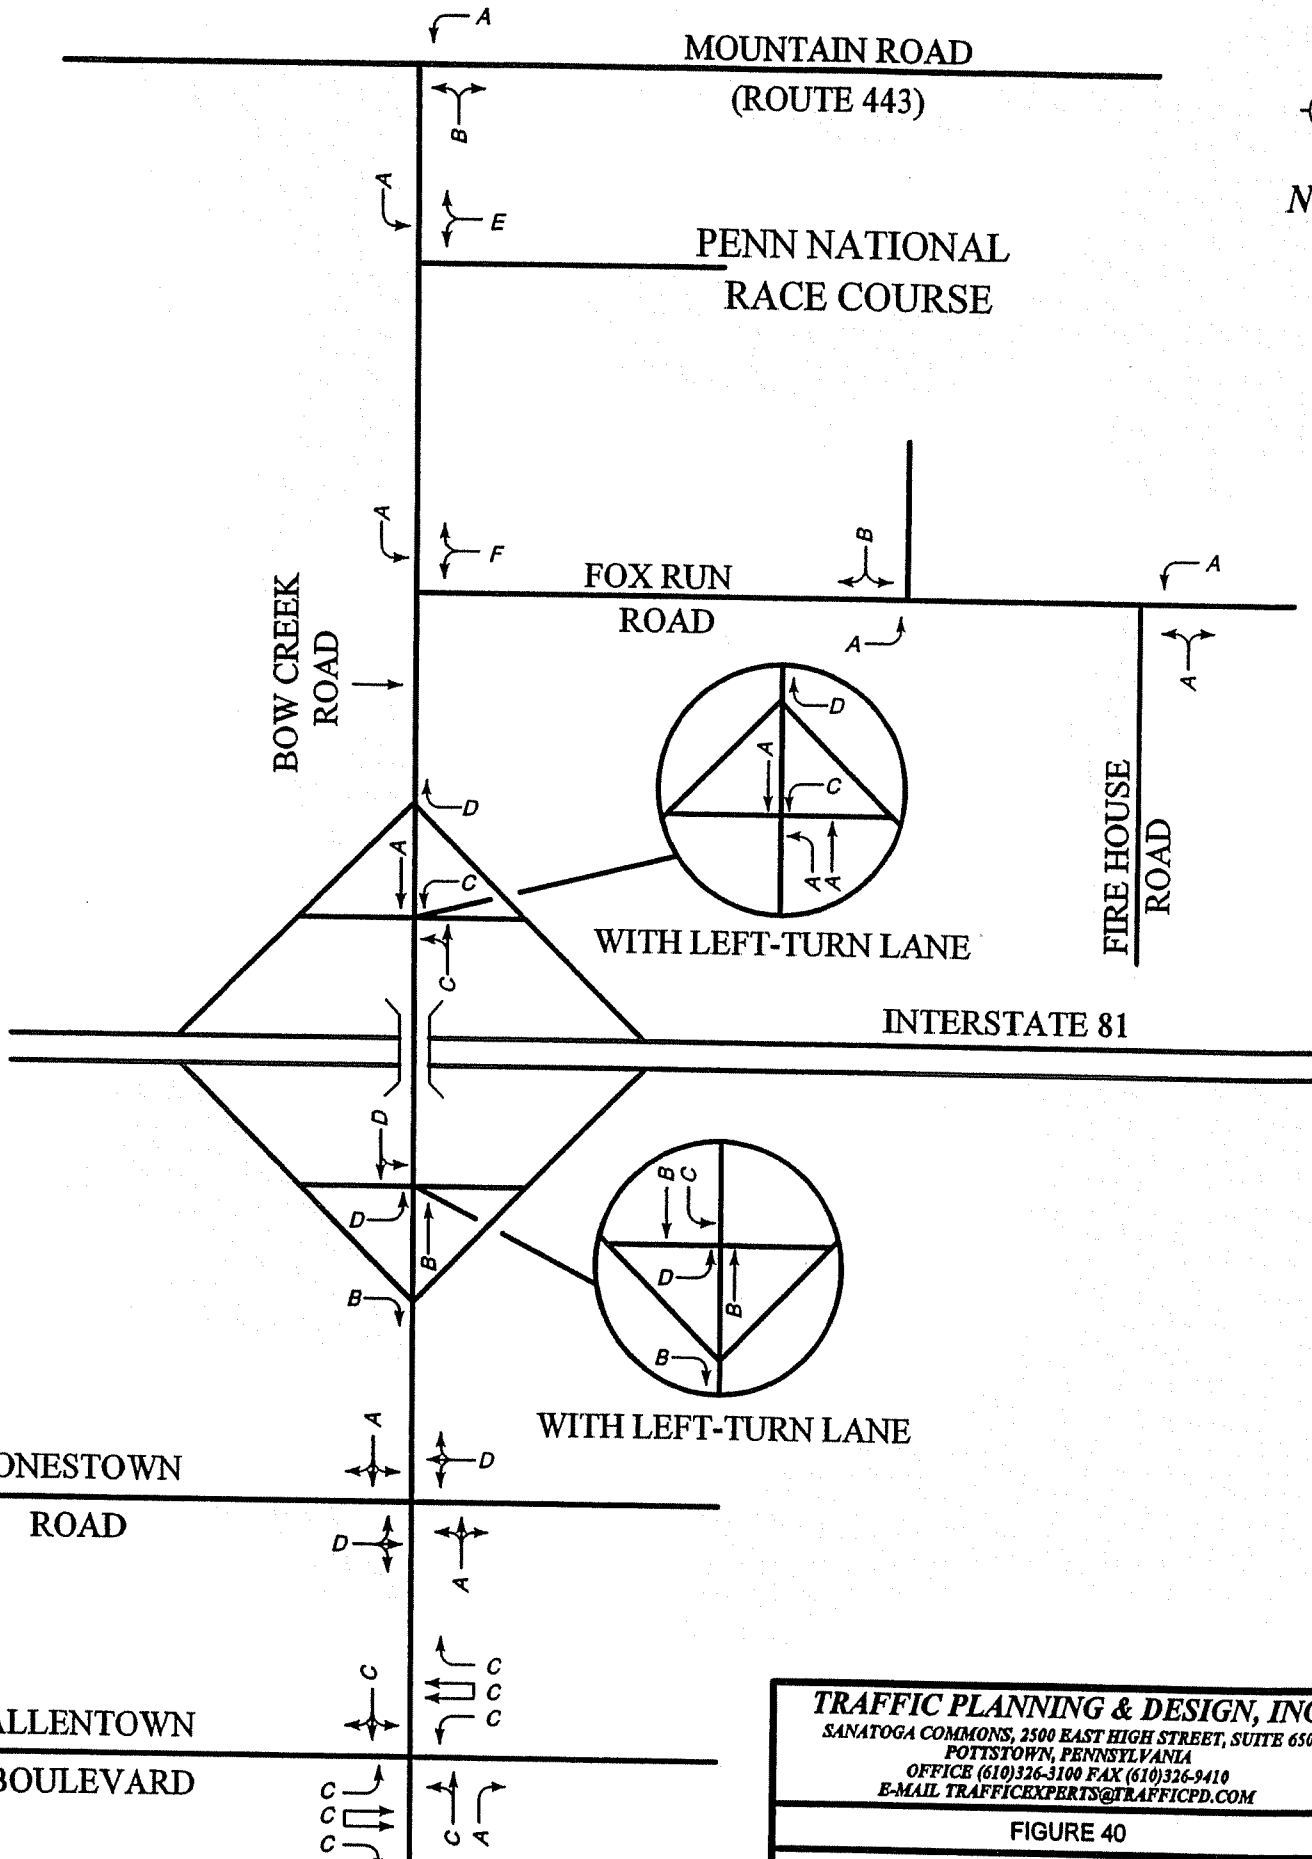 A
MOUNTAIN ROAD
(ROUTE 443)
B
N
A
E
PENN NATIONAL
RACE COURSE
A
F
B
FOX RUN
ROAD
A
A
A
BOW CREEK
ROAD
D
A
C
A
A
WITH LEFT-TURN LANE
FIRE HOUSE
ROAD
D
A
C
C
INTERSTATE 81
D
D
B
B
B
C
D
B
B
WITH LEFT-TURN LANE
A
D
ONESTOWN
ROAD
D
A
C
C
C
C
ALLENTOWN
BOULEVARD
C
C
C
C
A
TRAFFIC PLANNING & DESIGN, INC
SANATOGA COMMONS, 2500 EAST HIGH STREET, SUITE 650
POTTSTOWN, PENNSYLVANIA
OFFICE (610)326-3100 FAX (610)326-9410
E-MAIL TRAFFICEXPERTS@TRAFFICPD.COM
FIGURE 40